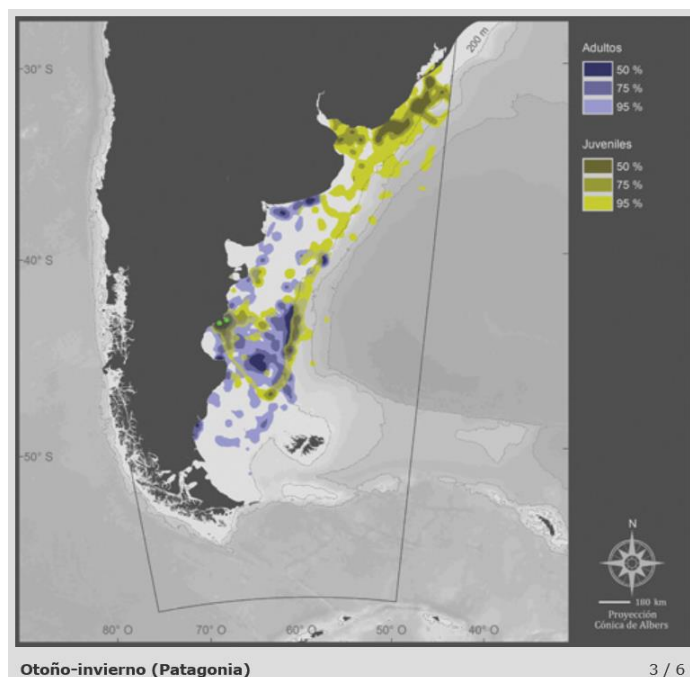 200 m
30° S
40° S
50° S
80° O
70° O
60° O
50° O
40° O
Adultos
50 %
75 %
95 %
Juveniles
50 %
75 %
95 %
N
180 km
Proyección
Cónica de Albers
Otoño-invierno (Patagonia) 3 / 6